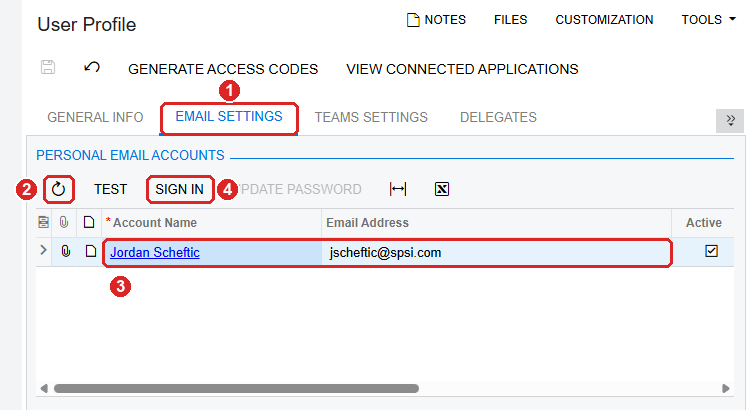 User Profile
NOTES FILES CUSTOMIZATION TOOLS
GENERATE ACCESS CODES VIEW CONNECTED APPLICATIONS
1
GENERAL INFO EMAIL SETTINGS TEAMS SETTINGS DELEGATES
PERSONAL EMAIL ACCOUNTS
2 TEST SIGN IN 4 PDATE PASSWORD
* Account Name Email Address Active
Jordan Scheftic jscheftic@spsi.com
3